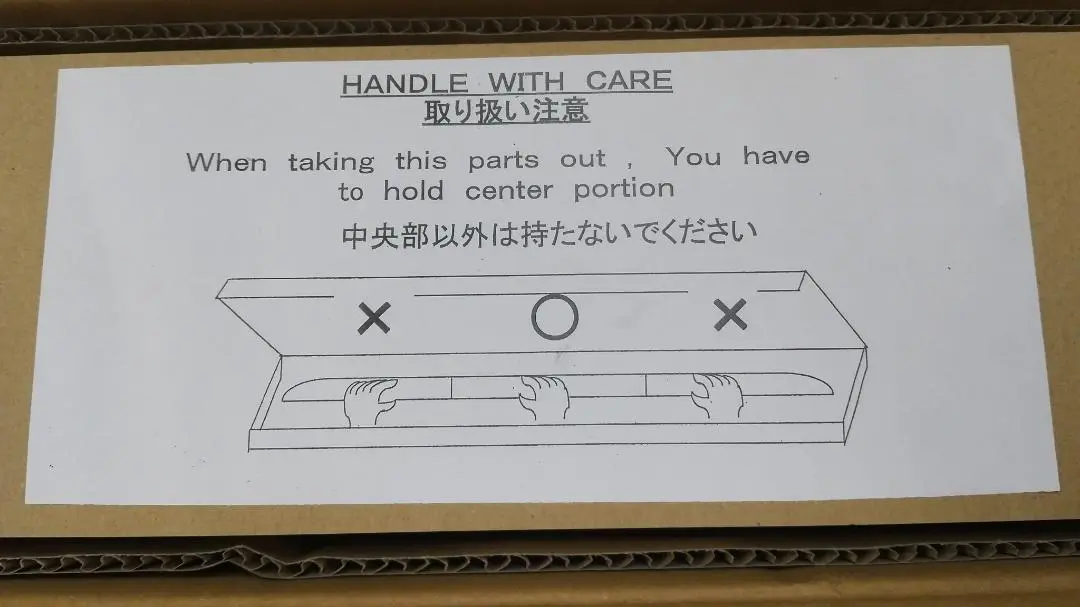 HANDLE WITH CARE
取り扱い注意
When taking this parts out , You have
to hold center portion
中央部以外は持たないでください